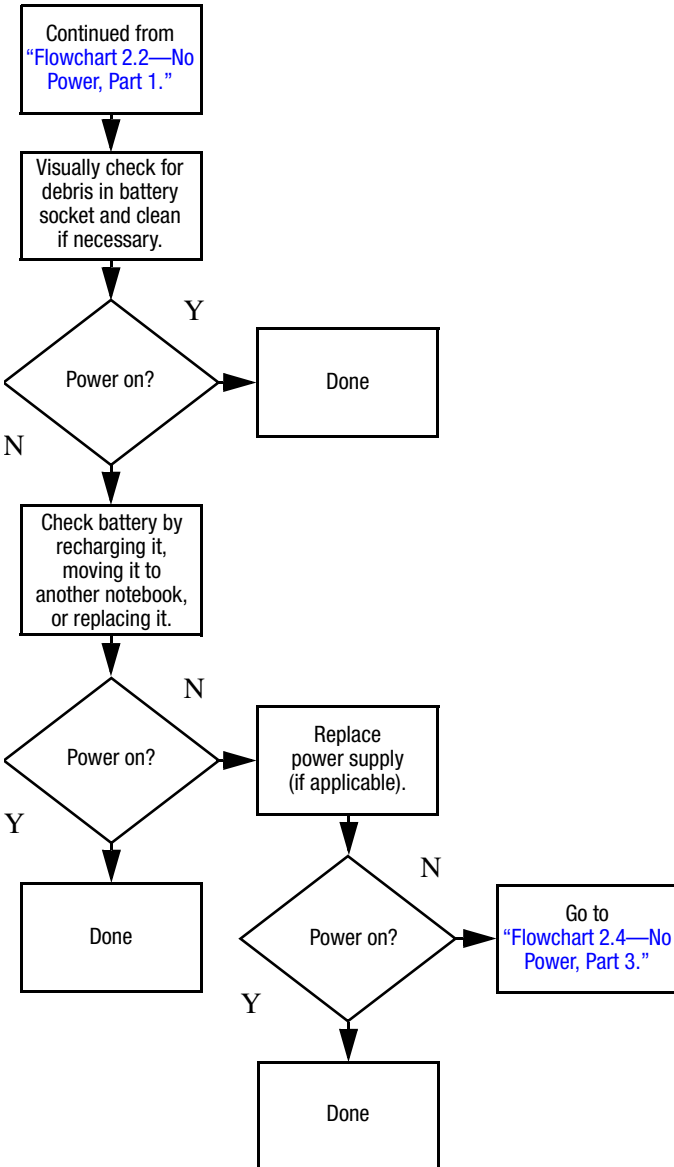 Continued from
“Flowchart 2.2—No
Power, Part 1.”
Visually check for
debris in battery
socket and clean
if necessary.
Y
Power on?
Done
N
Check battery by
recharging it,
moving it to
another notebook,
or replacing it.
N
Power on?
Replace
power supply
(if applicable).
Y
Done
N
Power on?
Go to
“Flowchart 2.4—No
Power, Part 3.”
Y
Done